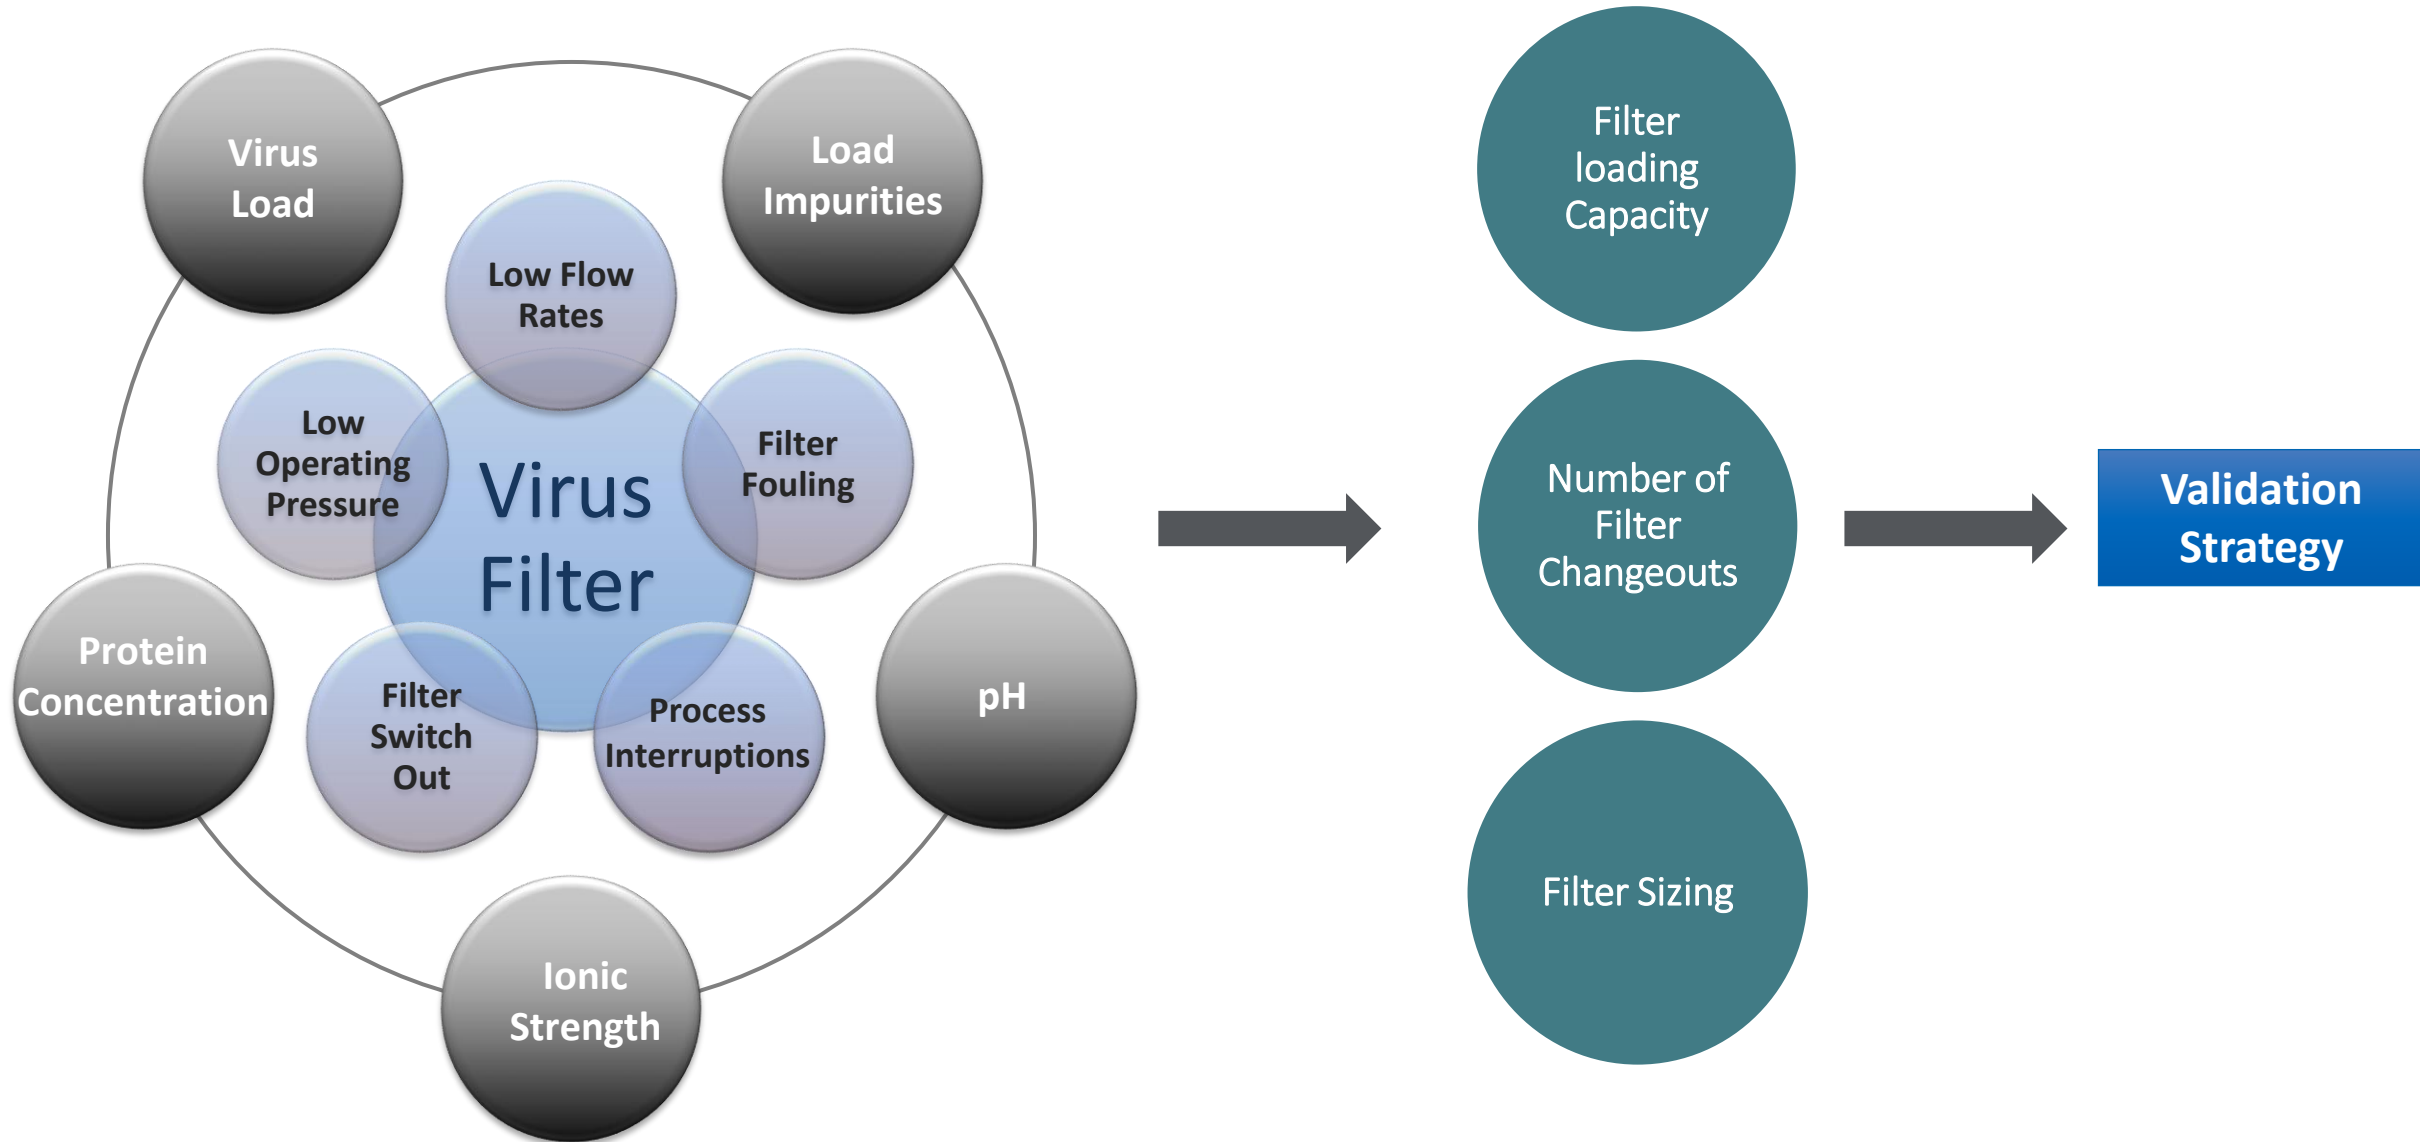 Virus
Load
Load
Impurities
Low Flow
Rates
Low
Operating
Pressure
Filter
Fouling
Virus
Filter
Protein
Concentration
Filter
Switch
Out
Process
Interruptions
pH
Ionic
Strength
Filter
loading
Capacity
Number of
Filter
Changeouts
Filter Sizing
Validation
Strategy